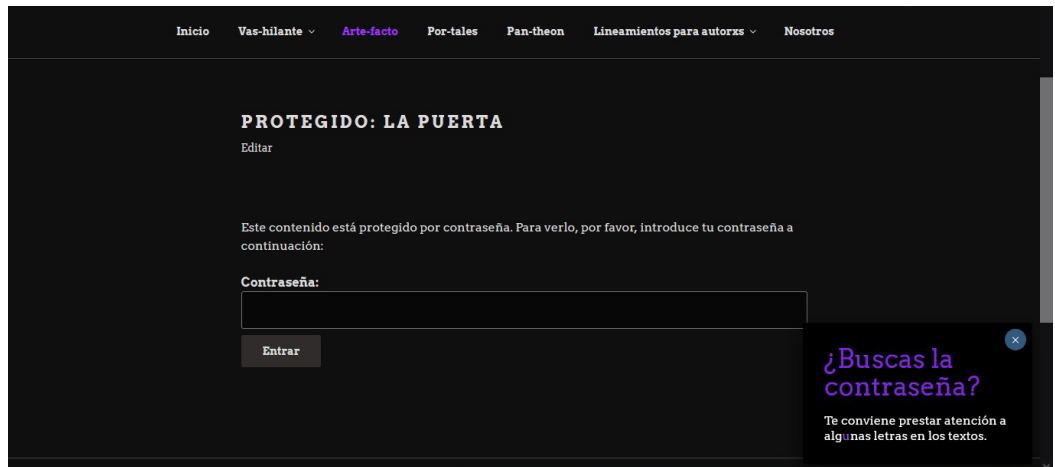 Inicio Vas-hilante Arte-facto Por-tales Pan-theon Lineamientos para autorxs Nosotros
PROTEGIDO: LA PUERTA
Editar
Este contenido está protegido por contraseña. Para verlo, por favor, introduce tu contraseña a
continuación:
Contraseña:
Entrar
¿Buscas la
contraseña?
Te conviene prestar atención a
algunas letras en los textos.